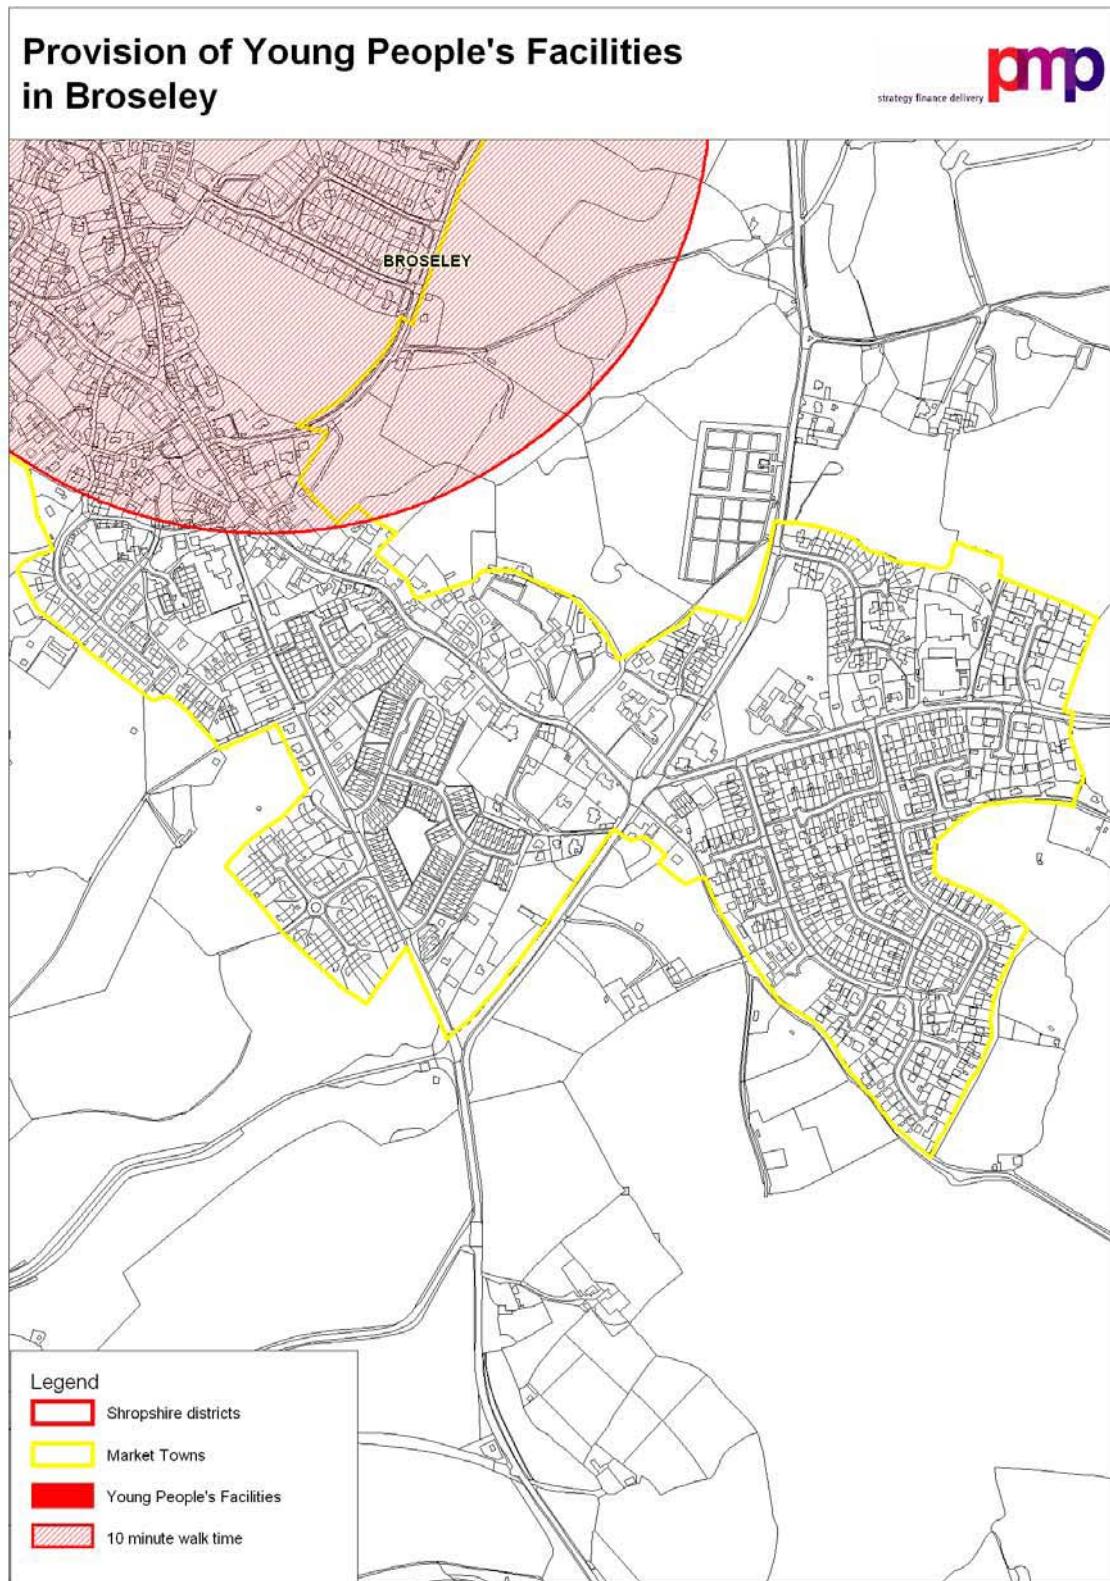 Provision of Young People's Facilities
in Broseley
strategy finance delivery pmp
BROSELEY
Legend
Shropshire districts
Market Towns
Young People's Facilities
10 minute walk time